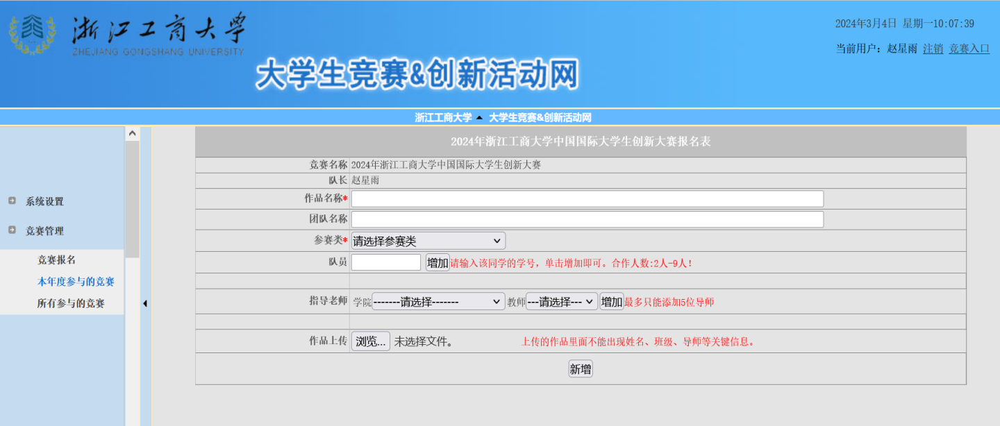 浙江工商大学
ZHEJIANG GONGSHANG UNIVERSITY
大学生竞赛&创新活动网
2024年3月4日 星期一10:07:39
当前用户：赵星雨 注销 竞赛入口
浙江工商大学 大学生竞赛&创新活动网
系统设置
竞赛管理
竞赛报名
本年度参与的竞赛
所有参与的竞赛
2024年浙江工商大学中国国际大学生创新大赛报名表
竞赛名称 2024年浙江工商大学中国国际大学生创新大赛
队长 赵星雨
作品名称*
团队名称
参赛类* 请选择参赛类
队员 增加 请输入该同学的学号，单击增加即可。合作人数:2人-9人！
指导老师 学院 -------请选择------- 教师 ---请选择--- 增加 最多只能添加5位导师
作品上传 浏览... 未选择文件。 上传的作品里面不能出现姓名、班级、导师等关键信息。
新增